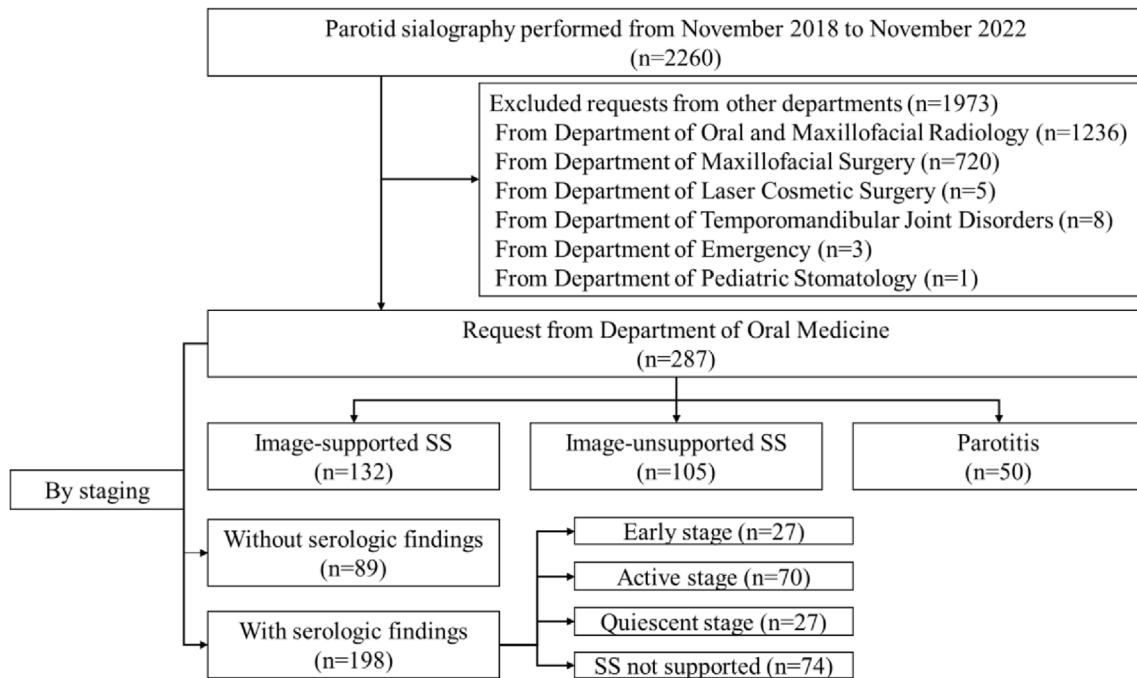 Parotid sialography performed from November 2018 to November 2022
(n=2260)
Excluded requests from other departments (n=1973)
From Department of Oral and Maxillofacial Radiology (n=1236)
From Department of Maxillofacial Surgery (n=720)
From Department of Laser Cosmetic Surgery (n=5)
From Department of Temporomandibular Joint Disorders (n=8)
From Department of Emergency (n=3)
From Department of Pediatric Stomatology (n=1)
Request from Department of Oral Medicine
(n=287)
Image-supported SS
(n=132)
Image-unsupported SS
(n=105)
Parotitis
(n=50)
By staging
Without serologic findings
(n=89)
With serologic findings
(n=198)
Early stage (n=27)
Active stage (n=70)
Quiescent stage (n=27)
SS not supported (n=74)